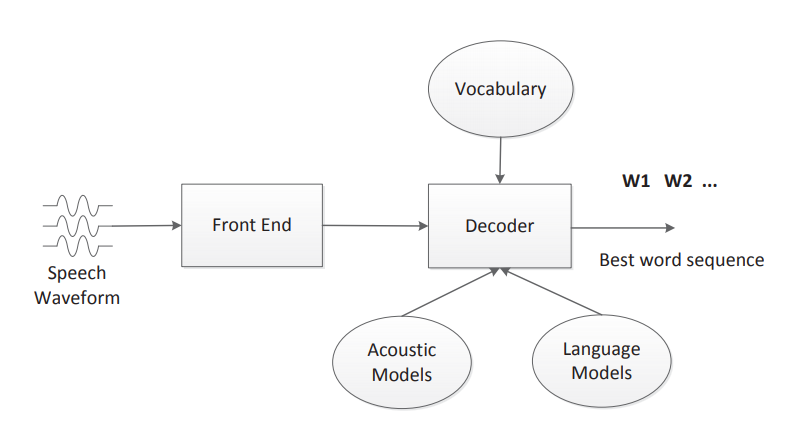 Vocabulary
W1 W2 ...
Front End
Decoder
Best word sequence
Speech
Waveform
Acoustic
Models
Language
Models